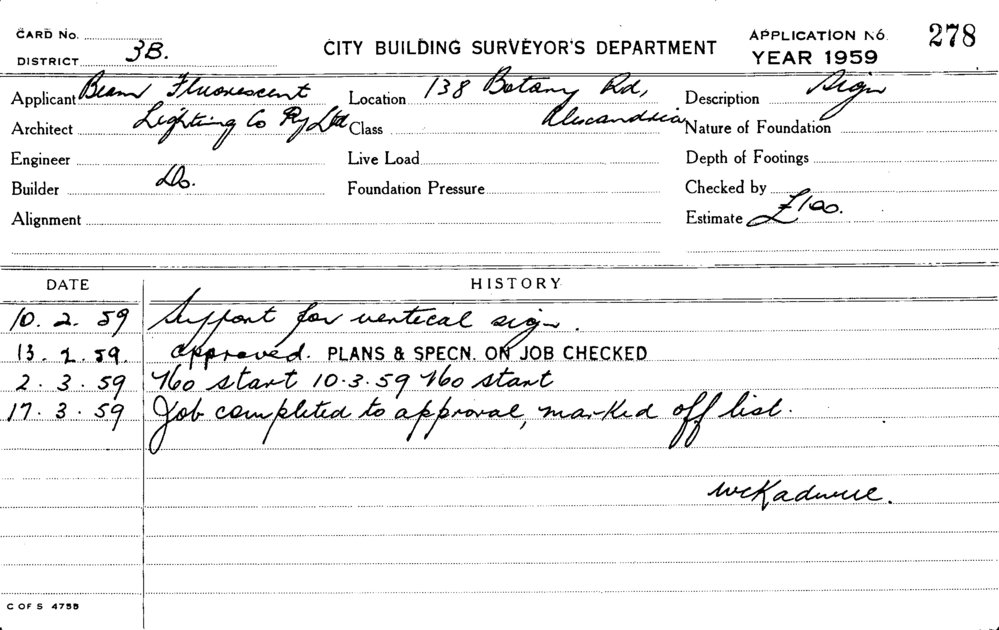 CARD No.
DISTRICT 3B.
CITY BUILDING SURVEYOR'S DEPARTMENT
APPLICATION No. 278
YEAR 1959
Applicant Beam Fluorescent Location 138 Botany Rd, Description Sign
Architect Lighting Co Pty Ltd Class Alexandria Nature of Foundation
Engineer Live Load Depth of Footings
Builder Do. Foundation Pressure Checked by
Alignment Estimate £100.
DATE HISTORY
10. 2. 59 Support for vertical sign.
13. 2. 59. approved. PLANS & SPECN. ON JOB CHECKED
2. 3. 59 No start 10.3.59 No start
17. 3. 59 Job completed to approval, marked off list.
C OF S 475B